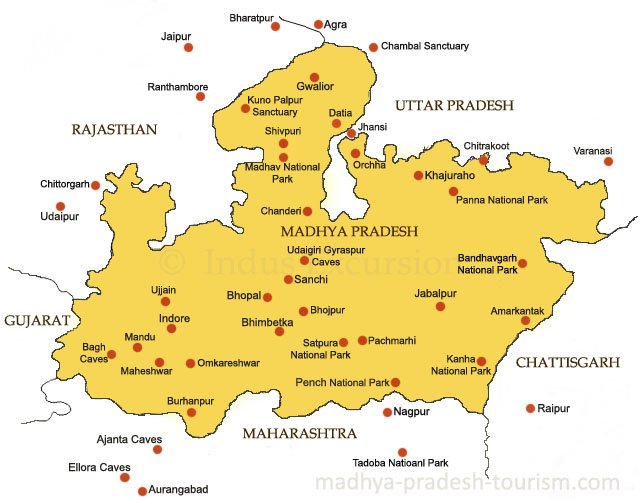 Bharatpur
Agra
Jaipur
Chambal Sanctuary
Ranthambore
Gwalior
Kuno Palpur
Sanctuary
UTTAR PRADESH
Datia
Jhansi
RAJASTHAN
Shivpuri
Chitrakoot
Varanasi
Madhav National
Park
Orchha
Khajuraho
Chittorgarh
Panna National Park
Udaipur
Chanderi
MADHYA PRADESH
Udaigiri Gyraspur
Caves
© Indus Excursion
Bandhavgarh
National Park
Sanchi
Ujjain
Bhopal
Jabalpur
Bhojpur
Amarkantak
GUJARAT
Indore
Bhimbetka
Mandu
Satpura
National Park
Pachmarhi
Bagh
Caves
Maheshwar
Omkareshwar
Kanha
National Park
CHATTISGARH
Pench National Park
Burhanpur
Nagpur
Raipur
MAHARASHTRA
Ajanta Caves
Tadoba Natioanl Park
Ellora Caves
Aurangabad
madhya-pradesh-tourism.com